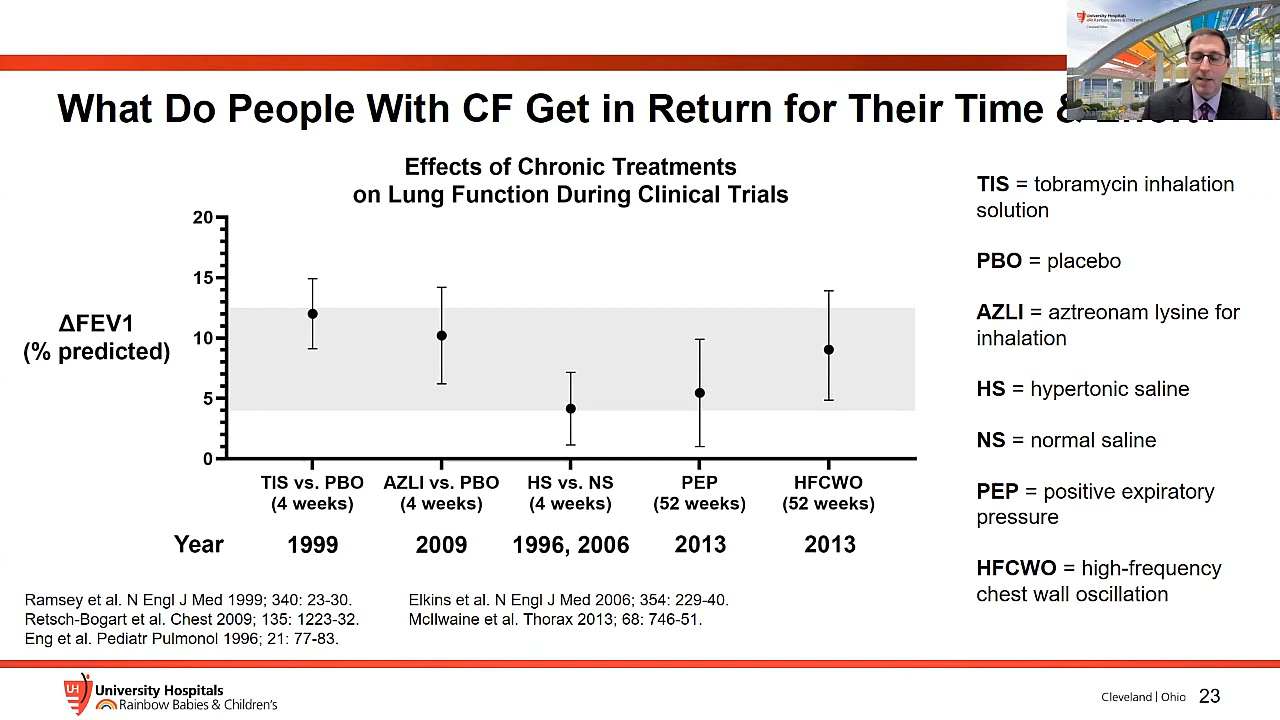 University Hospitals
Rainbow Babies & Children's
What Do People With CF Get in Return for Their Time &
Effects of Chronic Treatments
on Lung Function During Clinical Trials
20
15
10
5
0
ΔFEV1
(% predicted)
TIS vs. PBO
(4 weeks)
AZLI vs. PBO
(4 weeks)
HS vs. NS
(4 weeks)
PEP
(52 weeks)
HFCWO
(52 weeks)
Year 1999 2009 1996, 2006 2013 2013
TIS = tobramycin inhalation
solution
PBO = placebo
AZLI = aztreonam lysine for
inhalation
HS = hypertonic saline
NS = normal saline
PEP = positive expiratory
pressure
HFCWO = high-frequency
chest wall oscillation
Ramsey et al. N Engl J Med 1999; 340: 23-30.
Retsch-Bogart et al. Chest 2009; 135: 1223-32.
Eng et al. Pediatr Pulmonol 1996; 21: 77-83.
Elkins et al. N Engl J Med 2006; 354: 229-40.
McIlwaine et al. Thorax 2013; 68: 746-51.
UH
University Hospitals
Rainbow Babies & Children's
Cleveland | Ohio 23